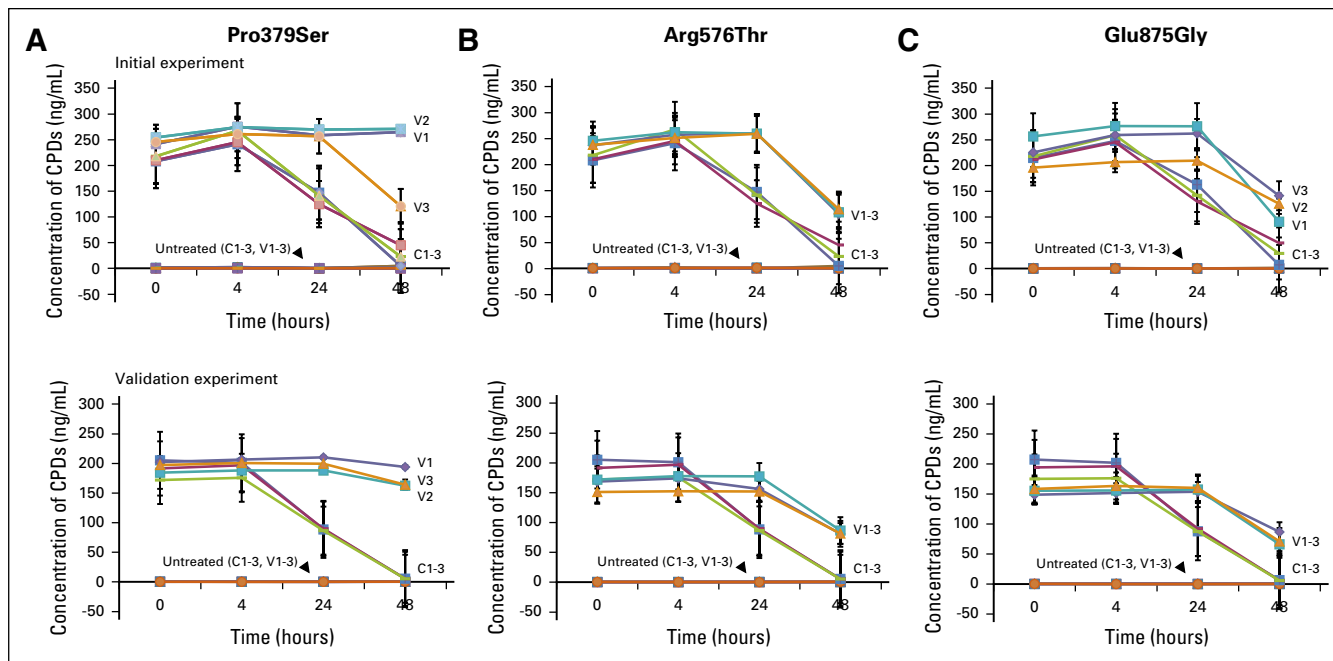 A
Pro379Ser
B
Arg576Thr
C
Glu875Gly
Initial experiment
Concentration of CPDs (ng/mL)
350
300
250
200
150
100
50
0
-50
V2
V1
V3
C1-3
Untreated (C1-3, V1-3)
0
4
24
48
Time (hours)
Concentration of CPDs (ng/mL)
350
300
250
200
150
100
50
0
-50
V1-3
C1-3
Untreated (C1-3, V1-3)
0
4
24
48
Time (hours)
Concentration of CPDs (ng/mL)
350
300
250
200
150
100
50
0
-50
V3
V2
V1
C1-3
Untreated (C1-3, V1-3)
0
4
24
48
Time (hours)
Validation experiment
Concentration of CPDs (ng/mL)
300
250
200
150
100
50
0
-50
V1
V3
V2
C1-3
Untreated (C1-3, V1-3)
0
4
24
48
Time (hours)
Concentration of CPDs (ng/mL)
300
250
200
150
100
50
0
-50
V1-3
C1-3
Untreated (C1-3, V1-3)
0
4
24
48
Time (hours)
Concentration of CPDs (ng/mL)
300
250
200
150
100
50
0
-50
V1-3
C1-3
Untreated (C1-3, V1-3)
0
4
24
48
Time (hours)